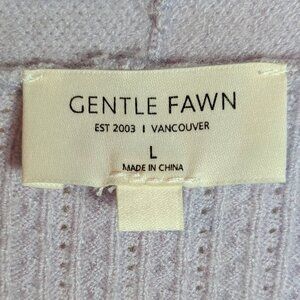 GENTLE FAWN
EST 2003 | VANCOUVER
L
MADE IN CHINA